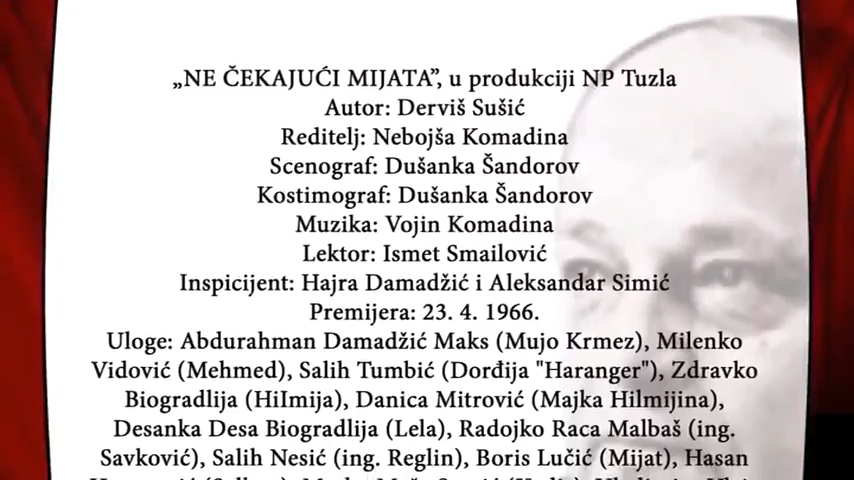 „NE ČEKAJUĆI MIJATA”, u produkciji NP Tuzla
Autor: Derviš Sušić
Reditelj: Nebojša Komadina
Scenograf: Dušanka Šandorov
Kostimograf: Dušanka Šandorov
Muzika: Vojin Komadina
Lektor: Ismet Smailović
Inspicijent: Hajra Damadžić i Aleksandar Simić
Premijera: 23. 4. 1966.
Uloge: Abdurahman Damadžić Maks (Mujo Krmez), Milenko
Vidović (Mehmed), Salih Tumbić (Dorđija "Haranger"), Zdravko
Biogradlija (HiImija), Danica Mitrović (Majka Hilmijina),
Desanka Desa Biogradlija (Lela), Radojko Raca Malbaš (ing.
Savković), Salih Nesić (ing. Reglin), Boris Lučić (Mijat), Hasan